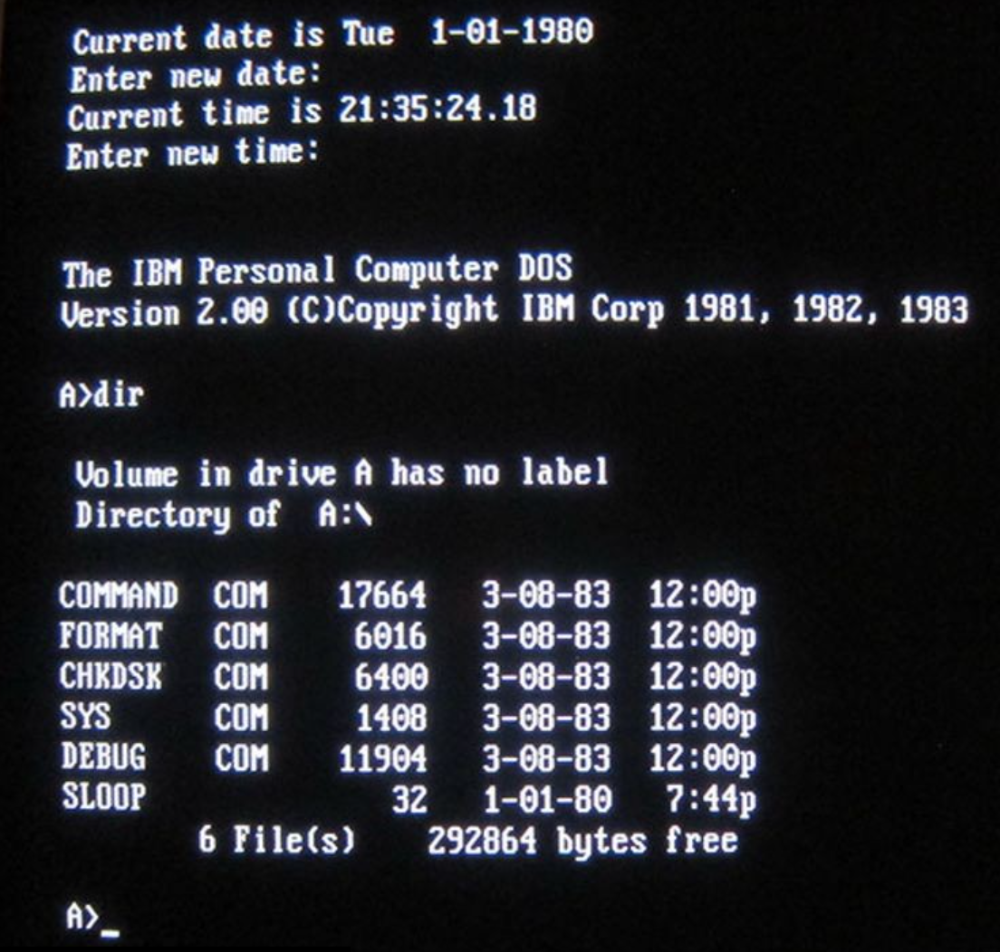 Current date is Tue  1-01-1980
Enter new date:
Current time is 21:35:24.18
Enter new time:
The IBM Personal Computer DOS
Version 2.00 (C)Copyright IBM Corp 1981, 1982, 1983
A>dir
Volume in drive A has no label
Directory of  A:\
COMMAND  COM    17664   3-08-83  12:00p
FORMAT   COM     6016   3-08-83  12:00p
CHKDSK   COM     6400   3-08-83  12:00p
SYS      COM     1408   3-08-83  12:00p
DEBUG    COM    11904   3-08-83  12:00p
SLOOP              32   1-01-80   7:44p
6 File(s)    292864 bytes free
A>_